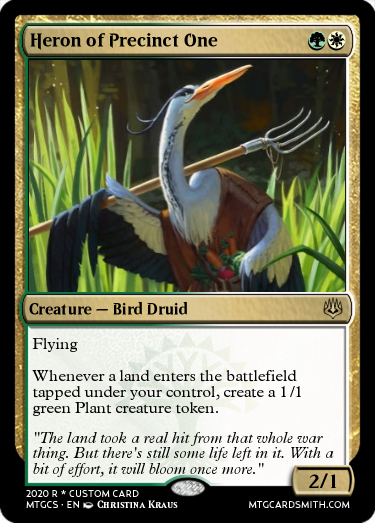 Heron of Precinct One
Creature — Bird Druid
Flying
Whenever a land enters the battlefield
tapped under your control, create a 1/1
green Plant creature token.
"The land took a real hit from that whole war
thing. But there's still some life left in it. With a
bit of effort, it will bloom once more."
2/1
2020 R * CUSTOM CARD
MTGCS · EN Christina Kraus
MTGCARDSMITH.COM